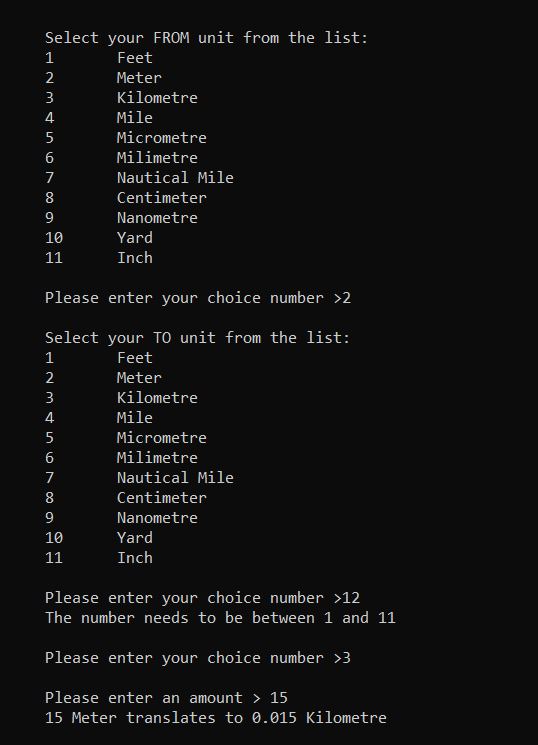 Select your FROM unit from the list:
1 Feet
2 Meter
3 Kilometre
4 Mile
5 Micrometre
6 Milimetre
7 Nautical Mile
8 Centimeter
9 Nanometre
10 Yard
11 Inch
Please enter your choice number >2
Select your TO unit from the list:
1 Feet
2 Meter
3 Kilometre
4 Mile
5 Micrometre
6 Milimetre
7 Nautical Mile
8 Centimeter
9 Nanometre
10 Yard
11 Inch
Please enter your choice number >12
The number needs to be between 1 and 11
Please enter your choice number >3
Please enter an amount > 15
15 Meter translates to 0.015 Kilometre